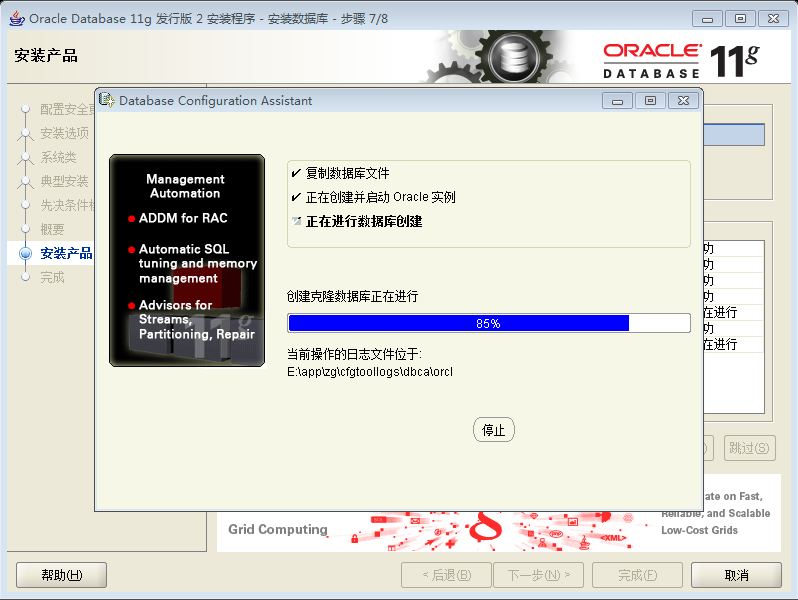 Oracle Database 11g 发行版 2 安装程序 - 安装数据库 - 步骤 7/8
安装产品
ORACLE
DATABASE
11g
配置安全更
安装选项
系统类
典型安装
先决条件检
概要
安装产品
完成
Database Configuration Assistant
Management
Automation
ADDM for RAC
Automatic SQL
tuning and memory
management
Advisors for
Streams,
Partitioning, Repair
11g
复制数据库文件
正在创建并启动 Oracle 实例
正在进行数据库创建
创建克隆数据库正在进行
85%
当前操作的日志文件位于:
E:\app\zg\cfgtoollogs\dbca\orcl
停止
功
功
功
功
在进行
功
在进行
跳过(S)
Grid Computing
<XML>
ate on Fast,
Reliable, and Scalable
Low-Cost Grids
帮助(H)
< 后退(B)
下一步(N) >
完成(F)
取消